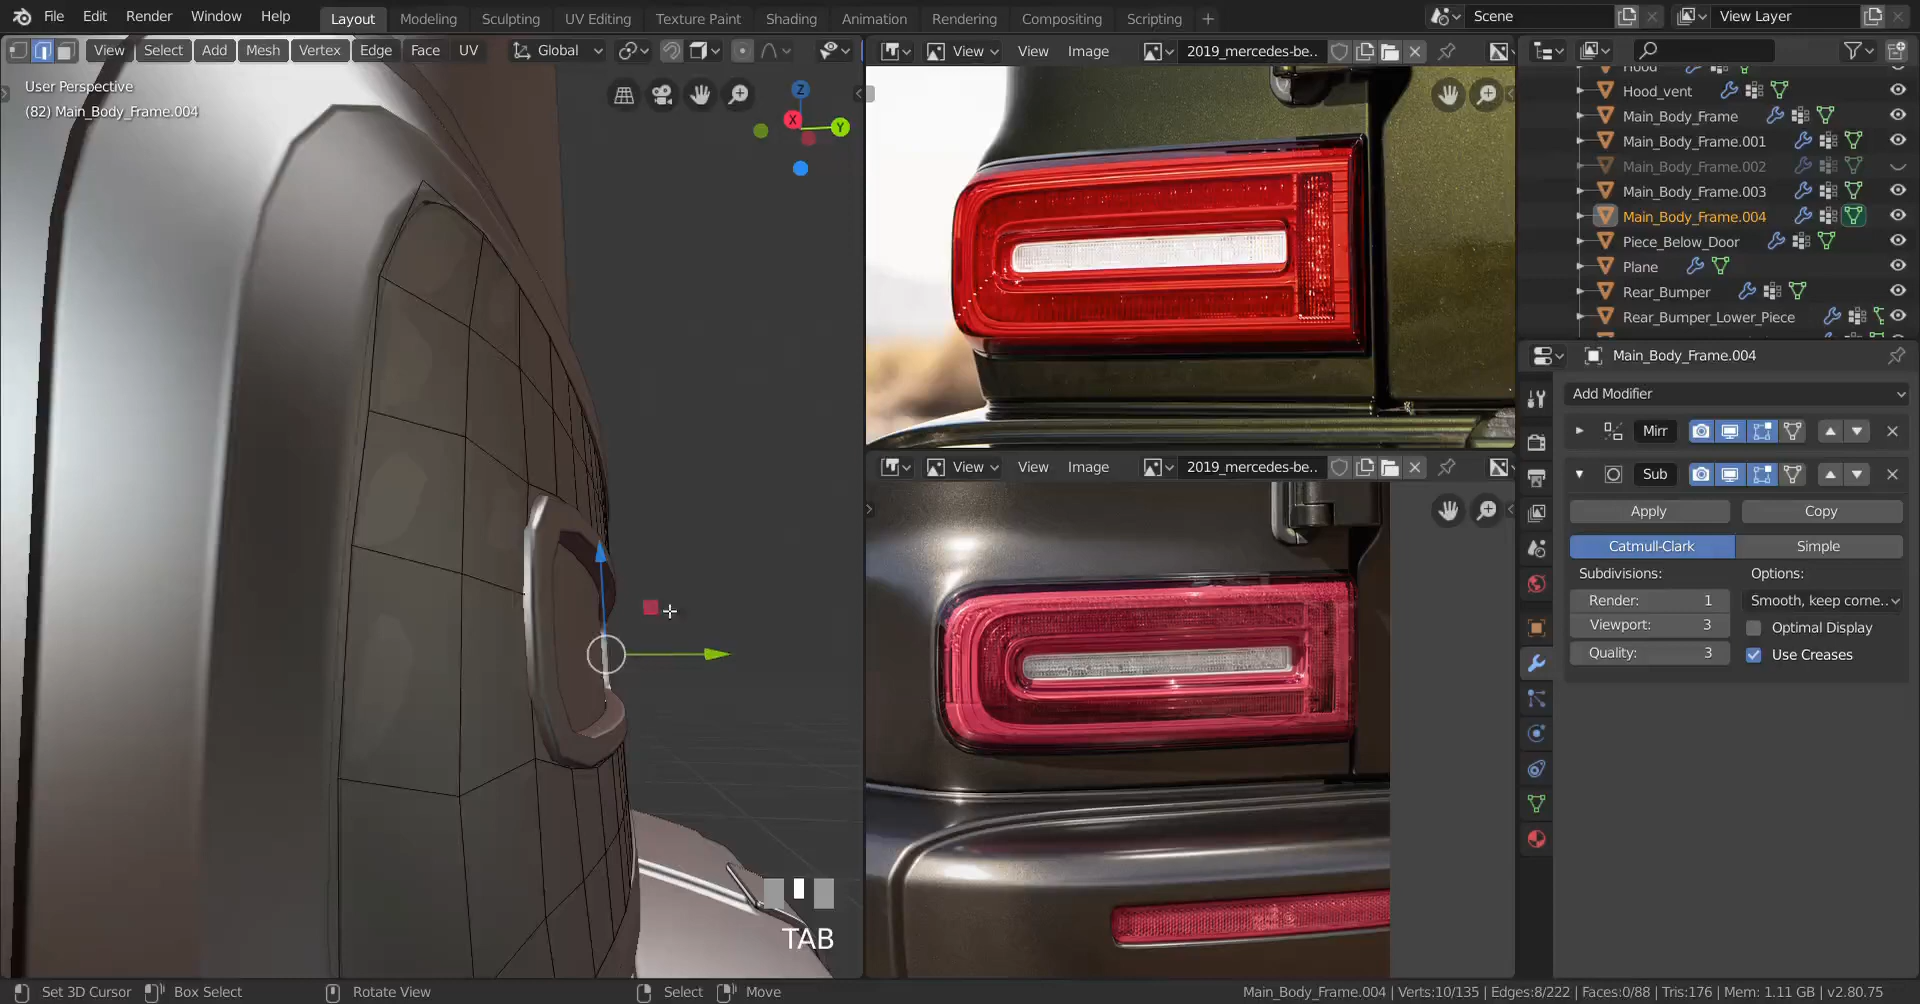 File Edit Render Window Help Layout Modeling Sculpting UV Editing Texture Paint Shading Animation Rendering Compositing Scripting + Scene View Layer
View Select Add Mesh Vertex Edge Face UV Global
View View Image 2019_mercedes-be..
User Perspective
(82) Main_Body_Frame.004
Z
X
Y
Hood
Hood_vent
Main_Body_Frame
Main_Body_Frame.001
Main_Body_Frame.002
Main_Body_Frame.003
Main_Body_Frame.004
Piece_Below_Door
Plane
Rear_Bumper
Rear_Bumper_Lower_Piece
View View Image 2019_mercedes-be..
Main_Body_Frame.004
Add Modifier
Mirr
Sub
Apply Copy
Catmull-Clark Simple
Subdivisions: Options:
Render: 1 Smooth, keep corne..
Viewport: 3 Optimal Display
Quality: 3 Use Creases
TAB
Set 3D Cursor Box Select Rotate View Select Move Main_Body_Frame.004 | Verts:10/135 | Edges:8/222 | Faces:0/88 | Tris:176 | Mem: 1.11 GB | v2.80.75